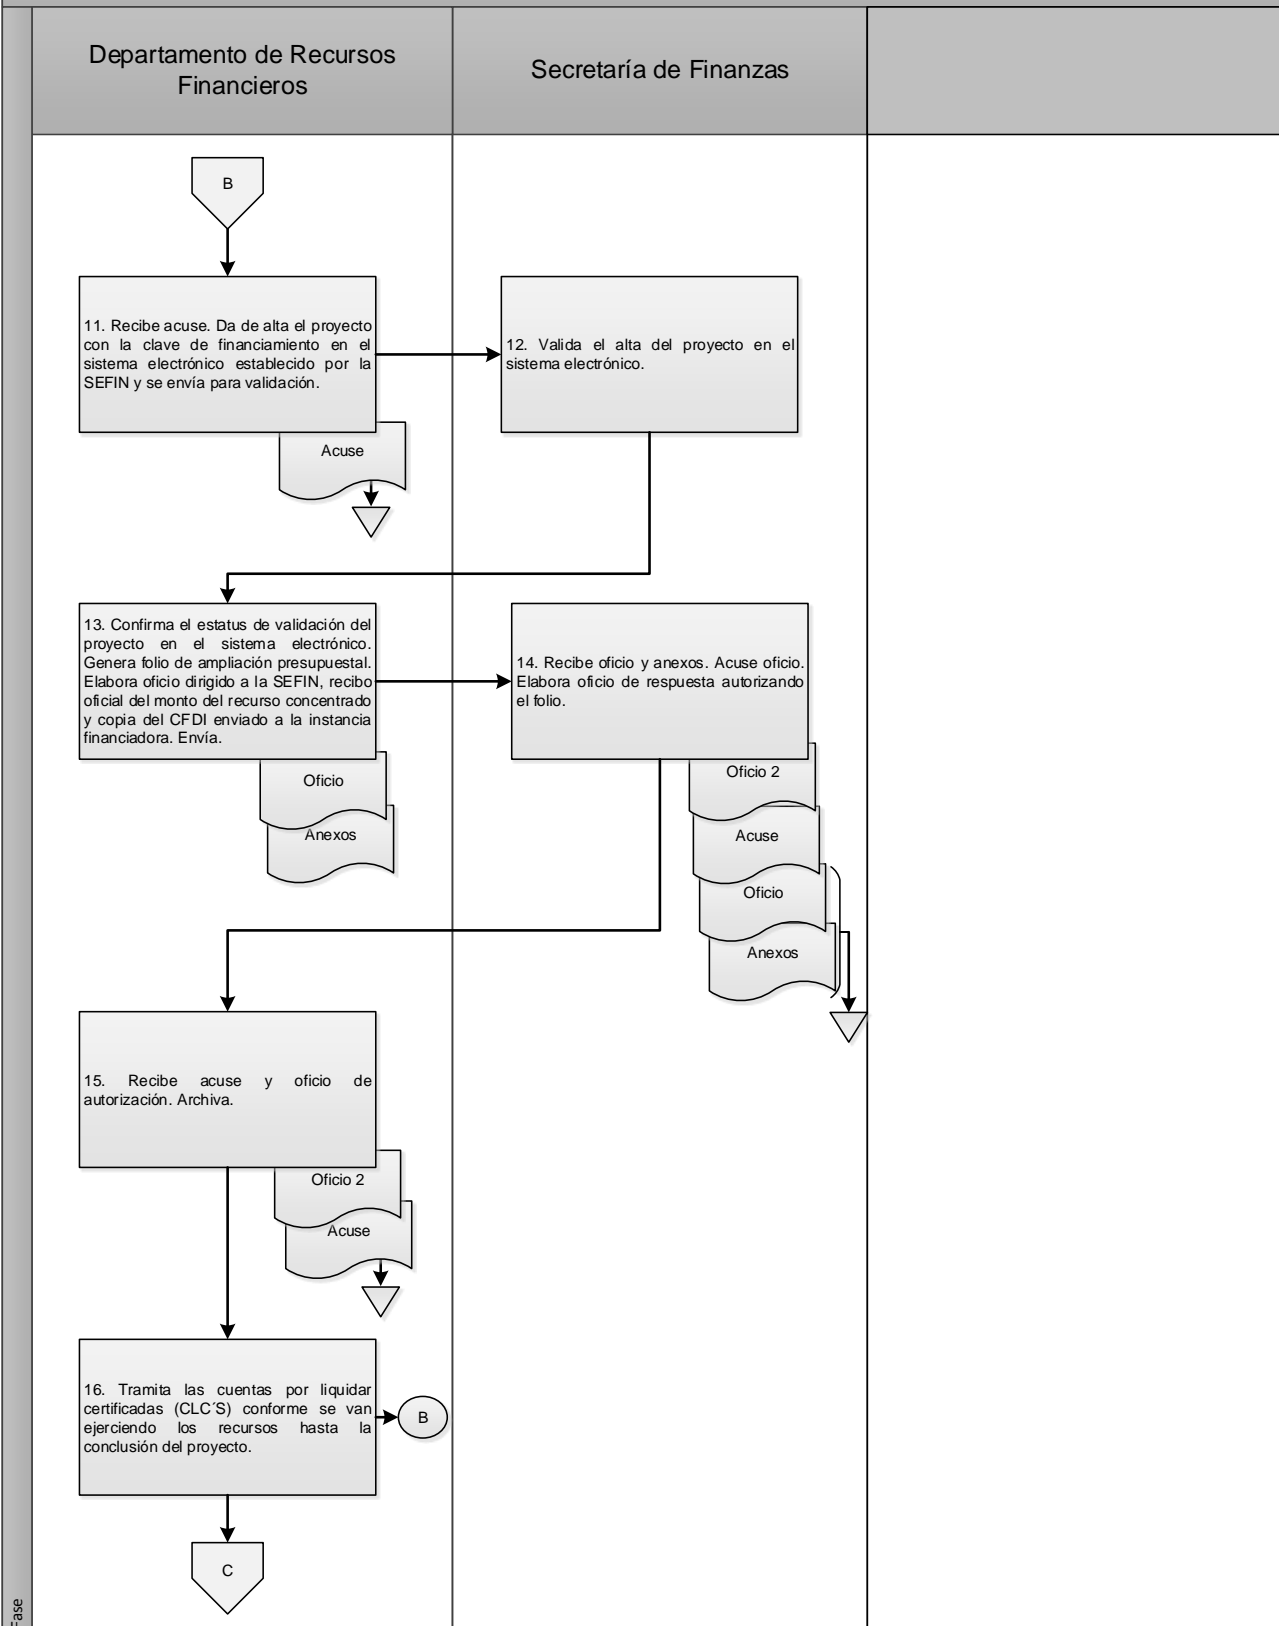 Departamento de Recursos
Financieros
Secretaría de Finanzas
B
11. Recibe acuse. Da de alta el proyecto
con la clave de financiamiento en el
sistema electrónico establecido por la
SEFIN y se envía para validación.
Acuse
12. Valida el alta del proyecto en el
sistema electrónico.
13. Confirma el estatus de validación del
proyecto en el sistema electrónico.
Genera folio de ampliación presupuestal.
Elabora oficio dirigido a la SEFIN, recibo
oficial del monto del recurso concentrado
y copia del CFDI enviado a la instancia
financiadora. Envía.
Oficio
Anexos
14. Recibe oficio y anexos. Acuse oficio.
Elabora oficio de respuesta autorizando
el folio.
Oficio 2
Acuse
Oficio
Anexos
15. Recibe acuse y oficio de
autorización. Archiva.
Oficio 2
Acuse
16. Tramita las cuentas por liquidar
certificadas (CLC´S) conforme se van
ejerciendo los recursos hasta la
conclusión del proyecto.
B
C
Fase